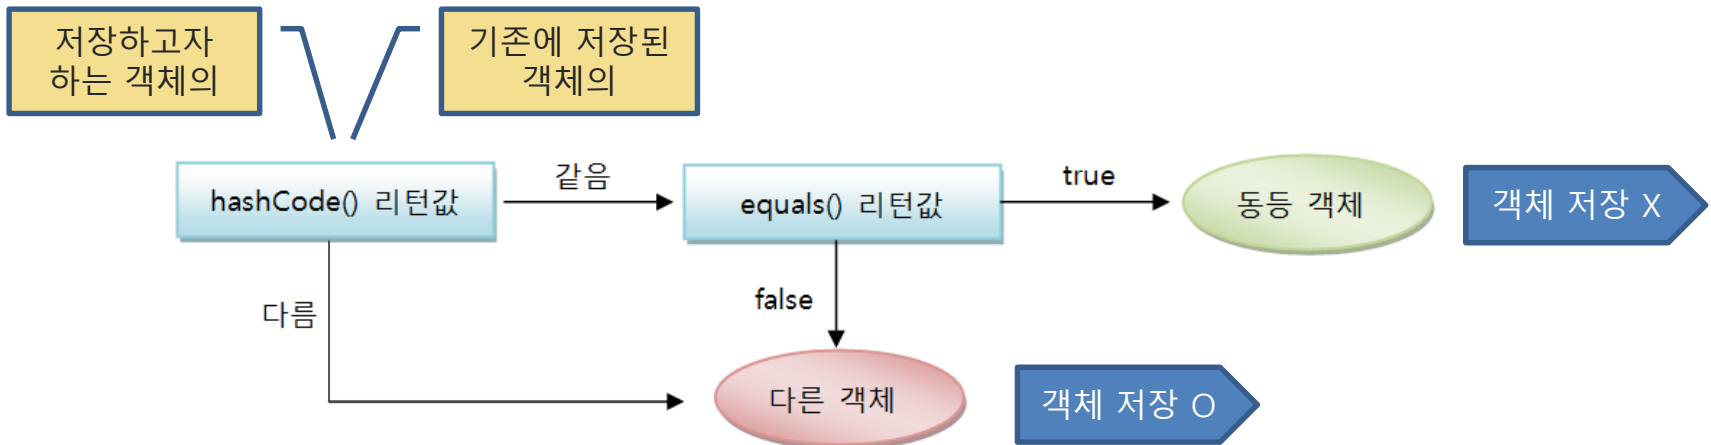 저장하고자
하는 객체의
기존에 저장된
객체의
hashCode() 리턴값
같음
equals() 리턴값
true
동등 객체
객체 저장 X
다름
false
다른 객체
객체 저장 O